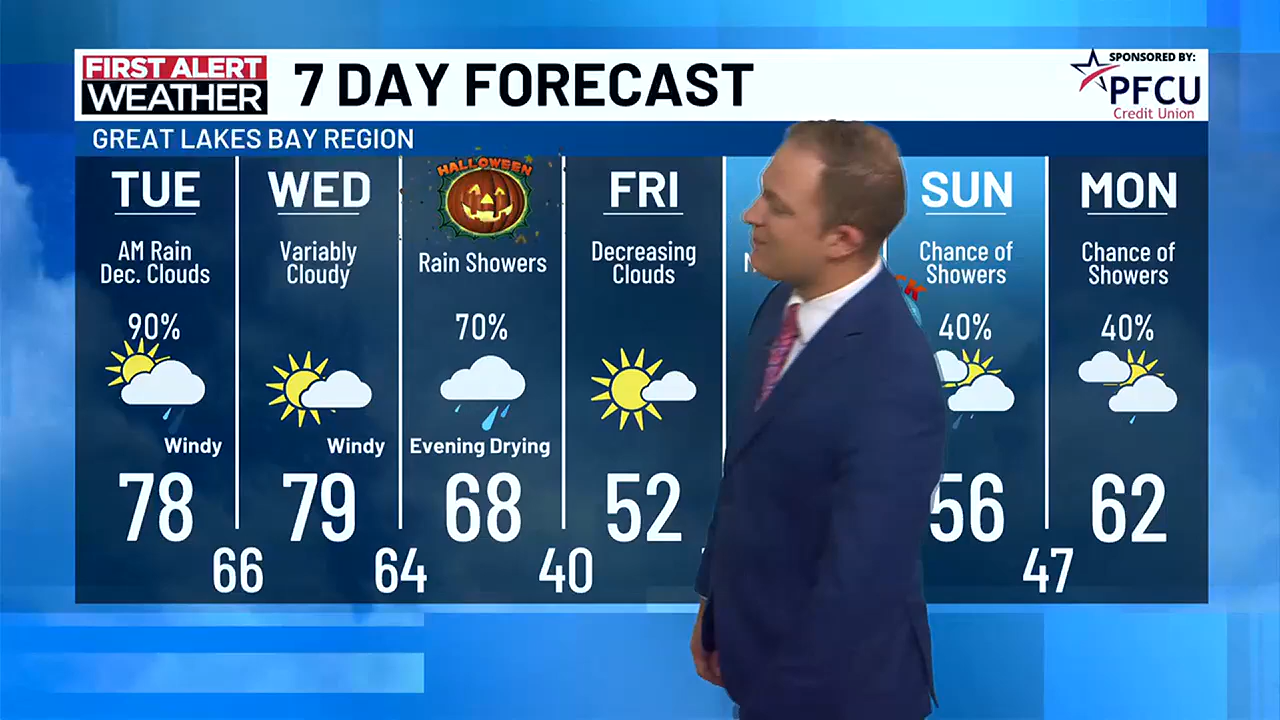 FIRST ALERT
WEATHER
7 DAY FORECAST
SPONSORED BY:
PFCU
Credit Union
GREAT LAKES BAY REGION
TUE
AM Rain
Dec. Clouds
90%
Windy
78
66
WED
Variably
Cloudy
Windy
79
64
HALLOWEEN
Rain Showers
70%
Evening Drying
68
40
FRI
Decreasing
Clouds
52
SUN
Chance of
Showers
40%
56
47
MON
Chance of
Showers
40%
62